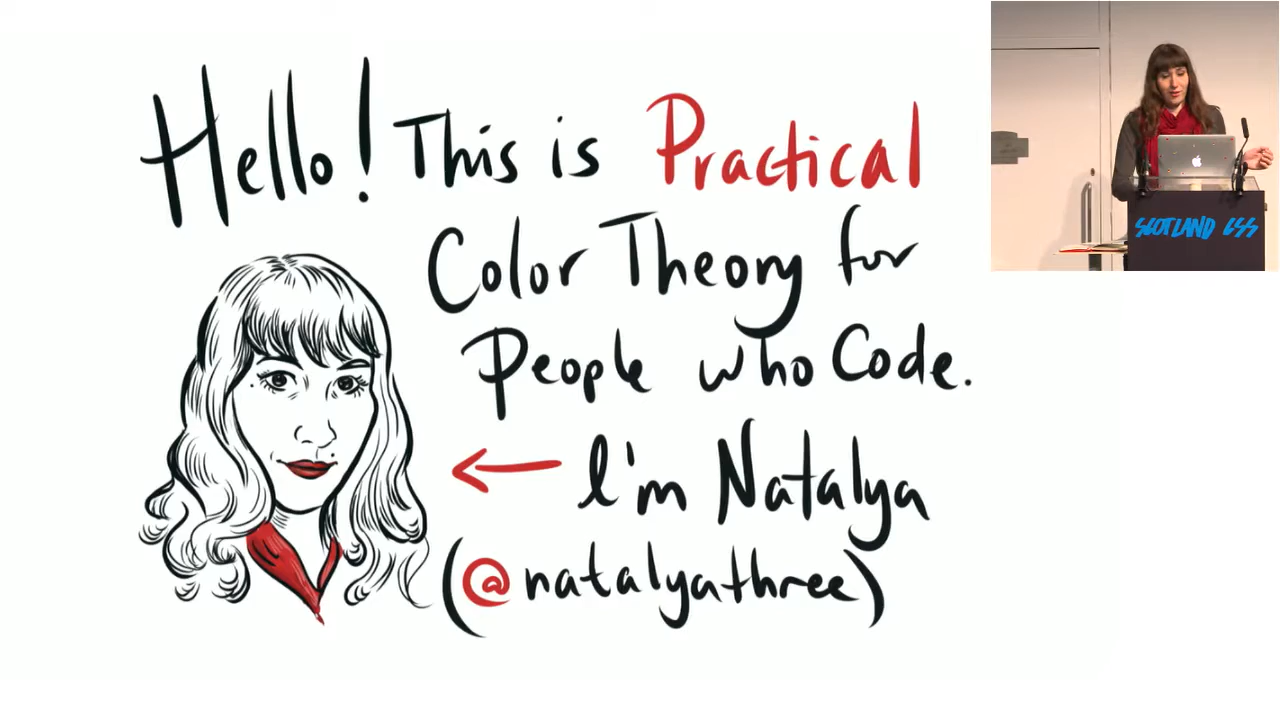 Hello! This is Practical
Color Theory for
People who Code.
I'm Natalya
(@natalyathree)
SCOTLAND CSS